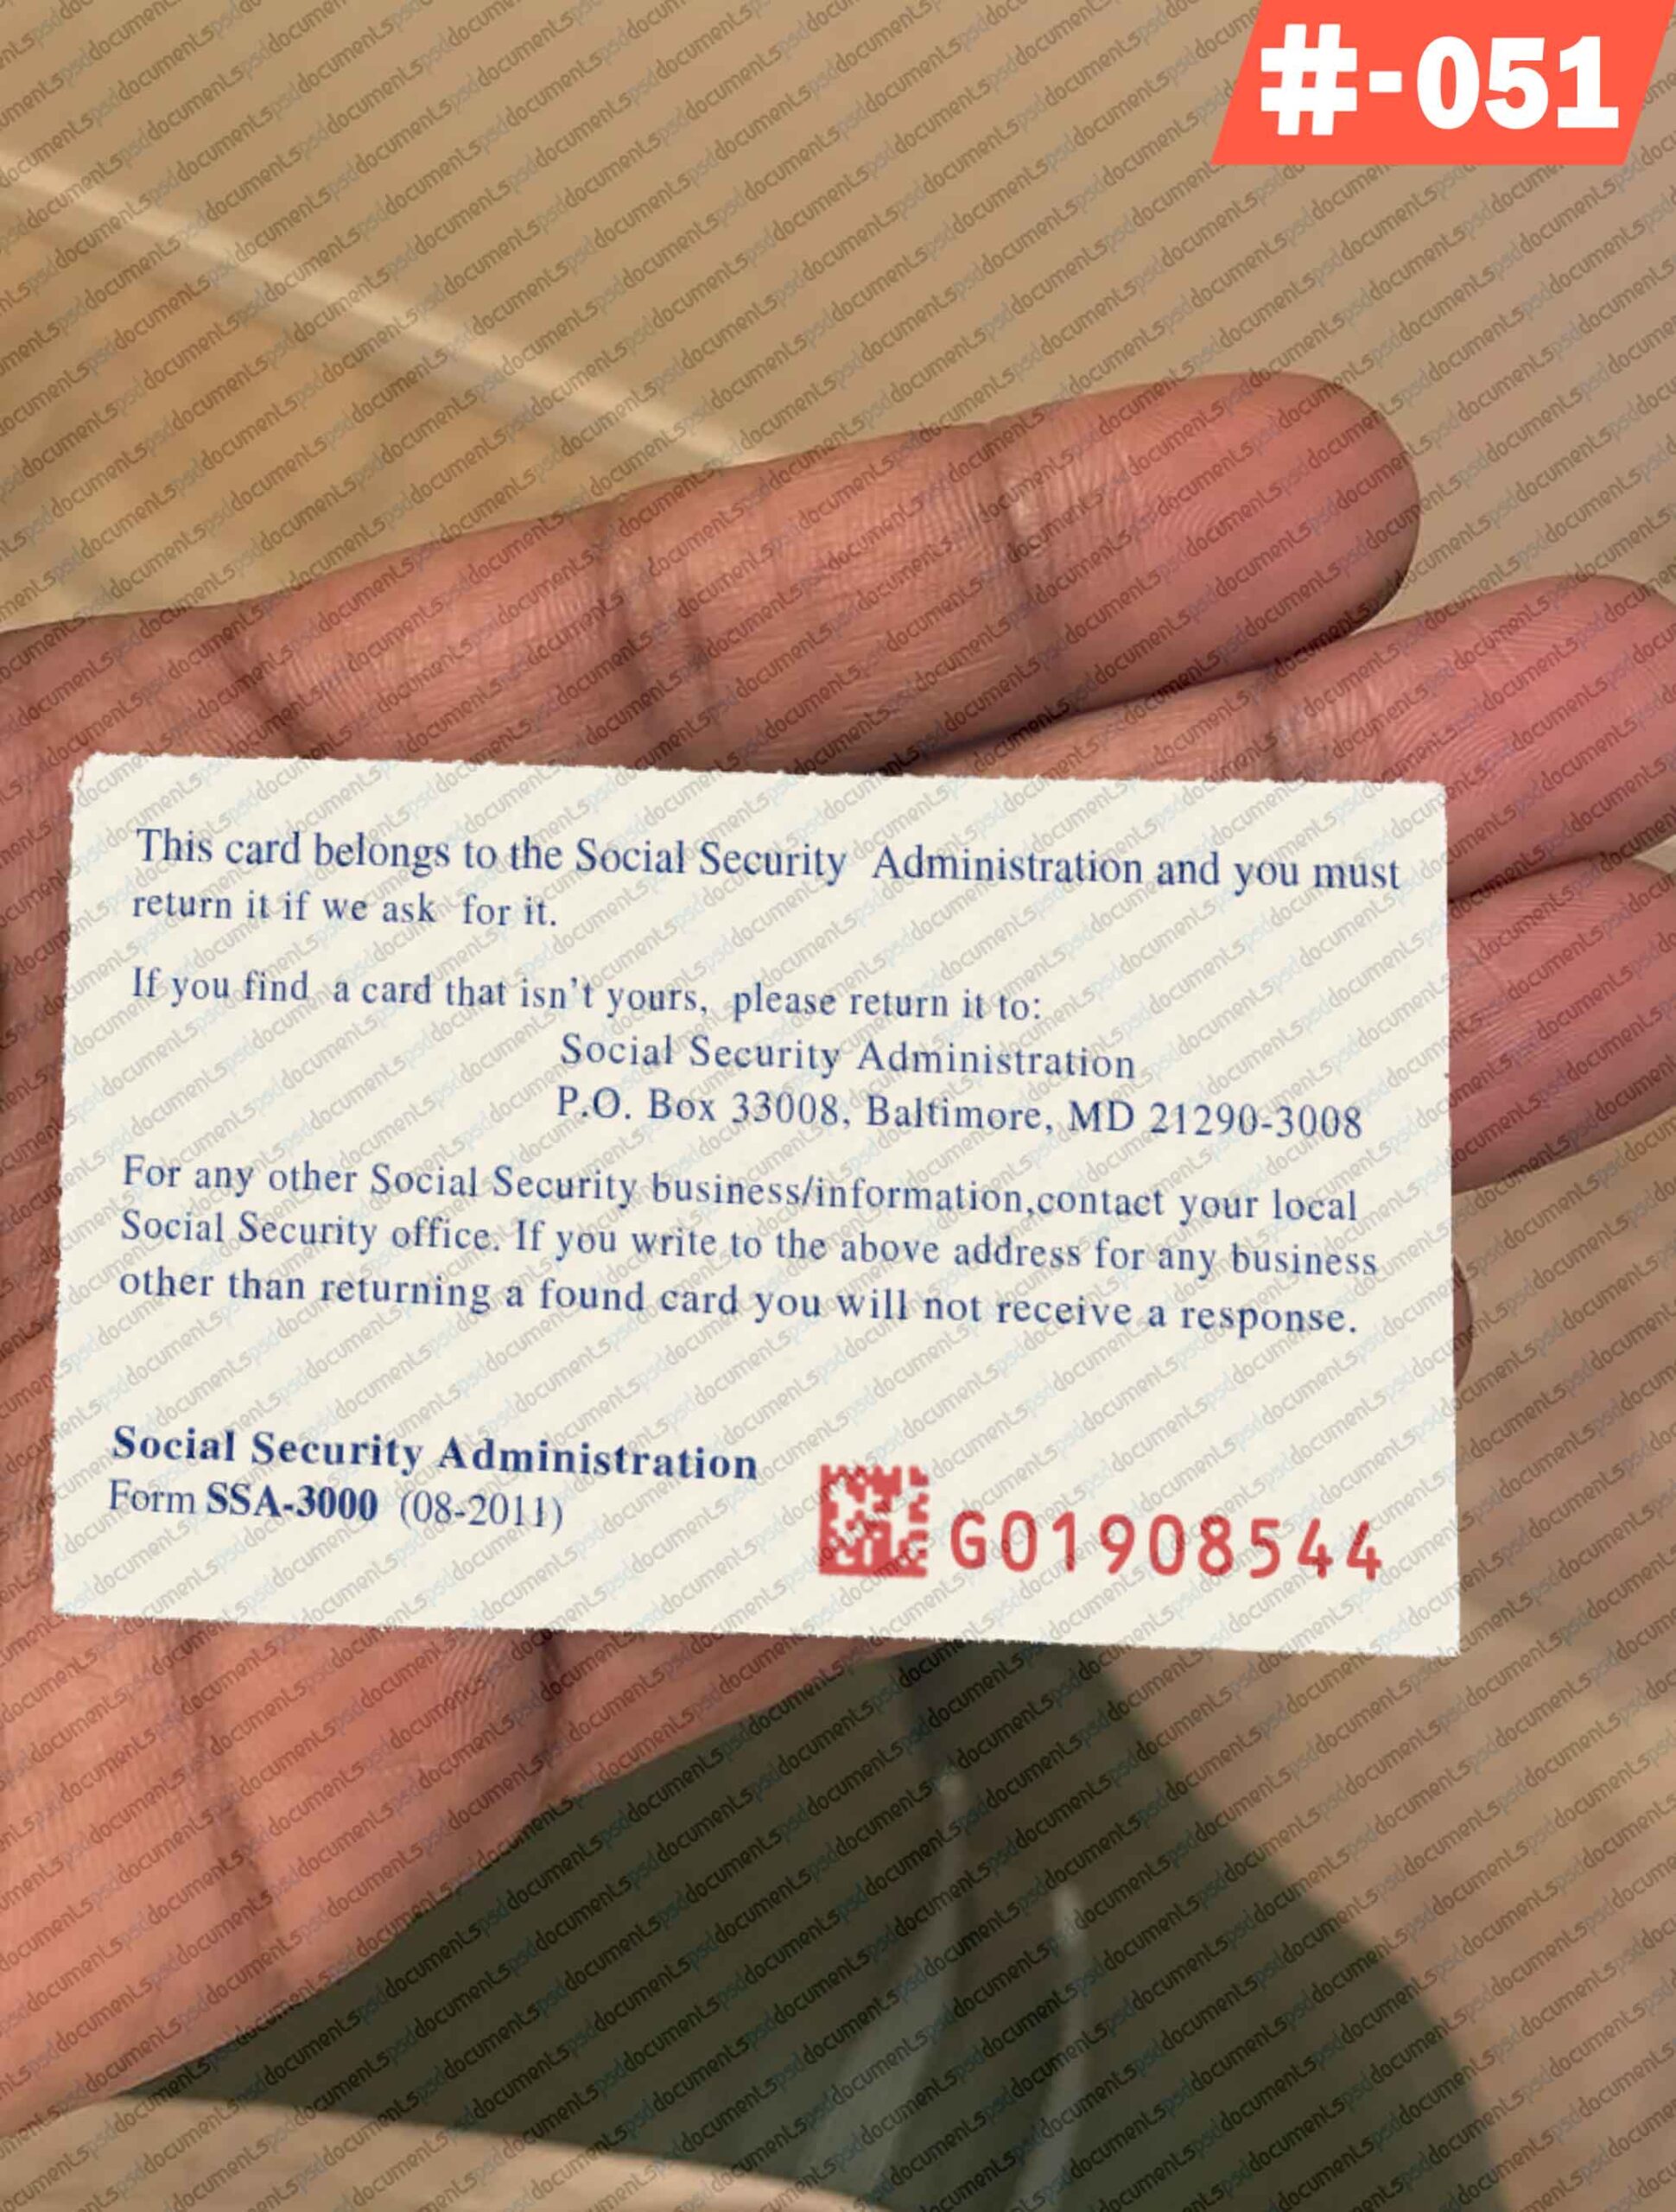 #-051
This card belongs to the Social Security Administration and you must
return it if we ask for it.
If you find a card that isn't yours, please return it to:
Social Security Administration
P.O. Box 33008, Baltimore, MD 21290-3008
For any other Social Security business/information,contact your local
Social Security office. If you write to the above address for any business
other than returning a found card you will not receive a response.
Social Security Administration
Form SSA-3000 (08-2011)
G01908544
documentspsd